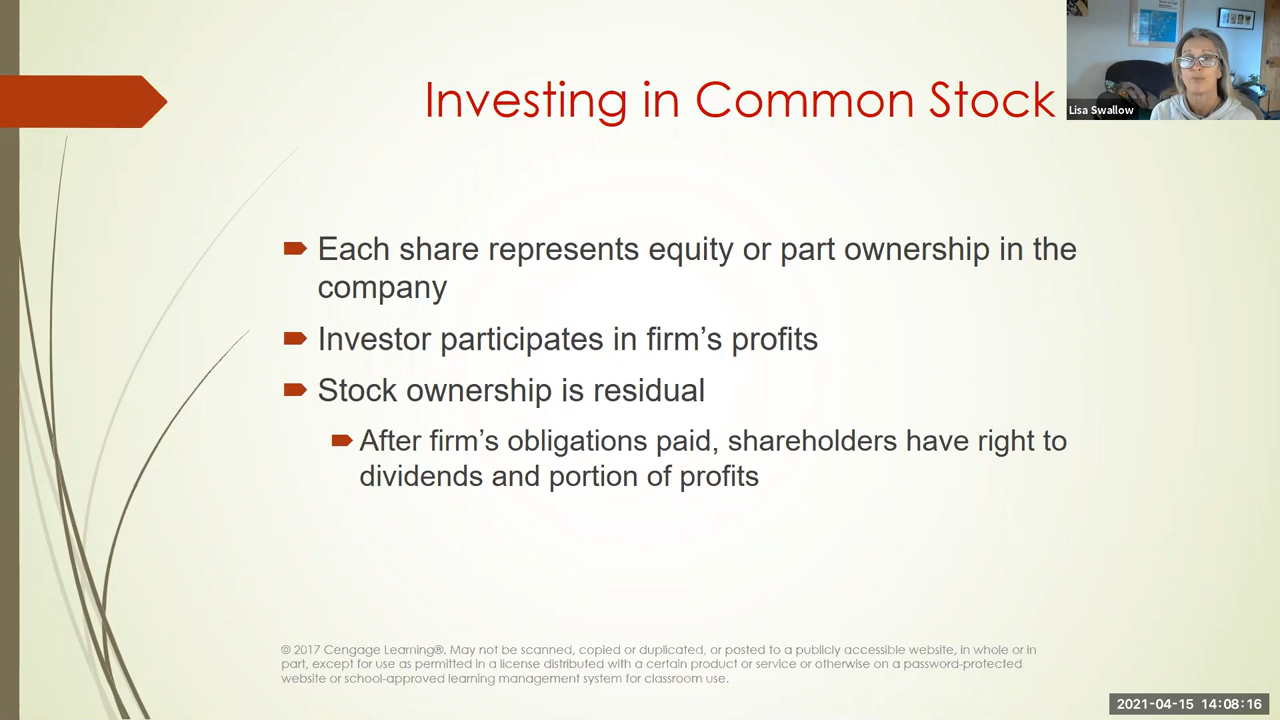 Investing in Common Stock
Lisa Swallow
Each share represents equity or part ownership in the
company
Investor participates in firm’s profits
Stock ownership is residual
After firm’s obligations paid, shareholders have right to
dividends and portion of profits
© 2017 Cengage Learning®. May not be scanned, copied or duplicated, or posted to a publicly accessible website, in whole or in
part, except for use as permitted in a license distributed with a certain product or service or otherwise on a password-protected
website or school-approved learning management system for classroom use.
2021-04-15 14:08:16